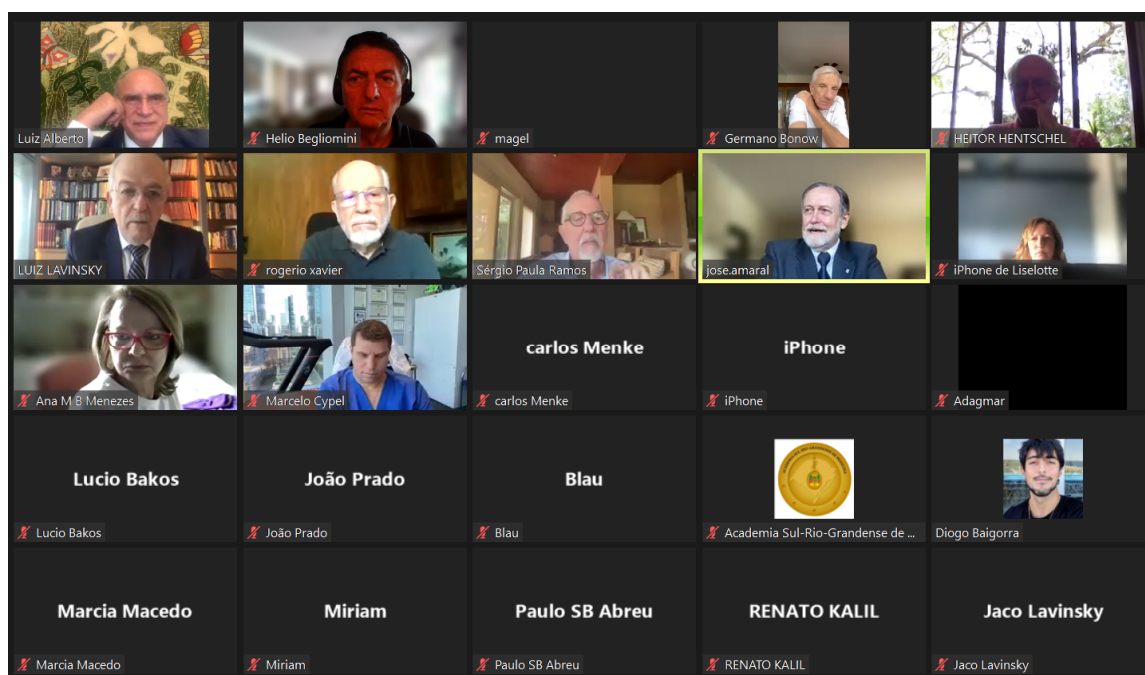 Luiz Alberto
Helio Begliomini
magel
Germano Bonow
HEITOR HENTSCHEL
LUIZ LAVINSKY
rogerio xavier
Sérgio Paula Ramos
jose.amaral
iPhone de Liselotte
Ana M B Menezes
Marcelo Cypel
carlos Menke
carlos Menke
iPhone
iPhone
Adagmar
Lucio Bakos
Lucio Bakos
João Prado
João Prado
Blau
Blau
Academia Sul-Rio-Grandense de ...
Diogo Baigorra
Marcia Macedo
Marcia Macedo
Miriam
Miriam
Paulo SB Abreu
Paulo SB Abreu
RENATO KALIL
RENATO KALIL
Jaco Lavinsky
Jaco Lavinsky